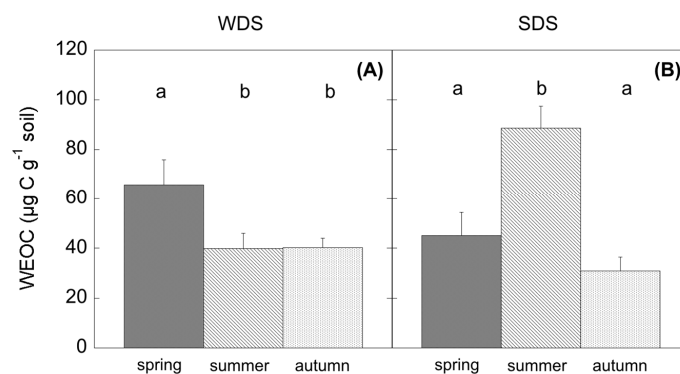 WDS SDS
120
(A) (B)
100
a b b a b a
80
60
40
20
0
WEOC (µg C g⁻¹ soil)
spring summer autumn spring summer autumn